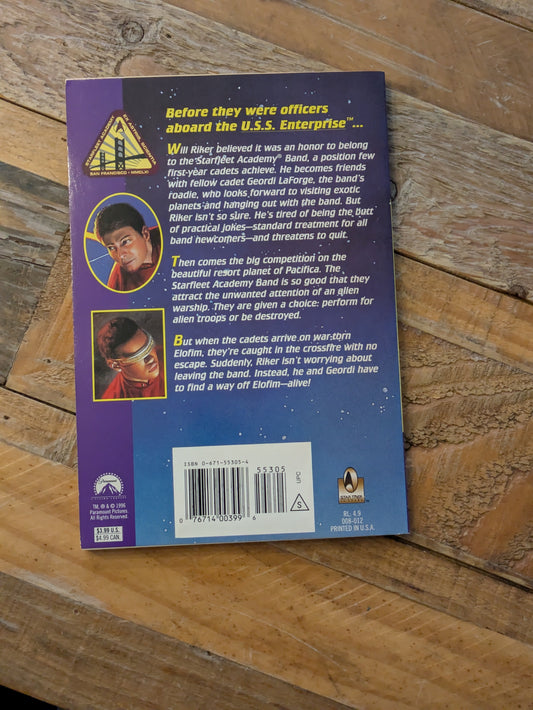 Before they were officers
aboard the U.S.S. Enterprise™...
Will Riker believed it was an honor to belong
to the Starfleet Academy® Band, a position few
first-year cadets achieve. He becomes friends
with fellow cadet Geordi LaForge, the band's
roadie, who looks forward to visiting exotic
planets and hanging out with the band. But
Riker isn't so sure. He's tired of being the butt
of practical jokes—standard treatment for all
band newcomers—and threatens to quit.
Then comes the big competition on the
beautiful resort planet of Pacifica. The
Starfleet Academy Band is so good that they
attract the unwanted attention of an alien
warship. They are given a choice: perform for
alien troops or be destroyed.
But when the cadets arrive on war-torn
Elofim, they're caught in the crossfire with no
escape. Suddenly, Riker isn't worrying about
leaving the band. Instead, he and Geordi have
to find a way off Elofim—alive!
SAN FRANCISCO • MMCLXI
ISBN 0-671-55305-4
55305
0 76714 00399 6
UPC
S
Paramount
TM, ® & © 1996
Paramount Pictures.
All Rights Reserved.
$3.99 U.S.
$4.99 CAN.
STAR TREK
RL: 4.9
008-012
PRINTED IN U.S.A.